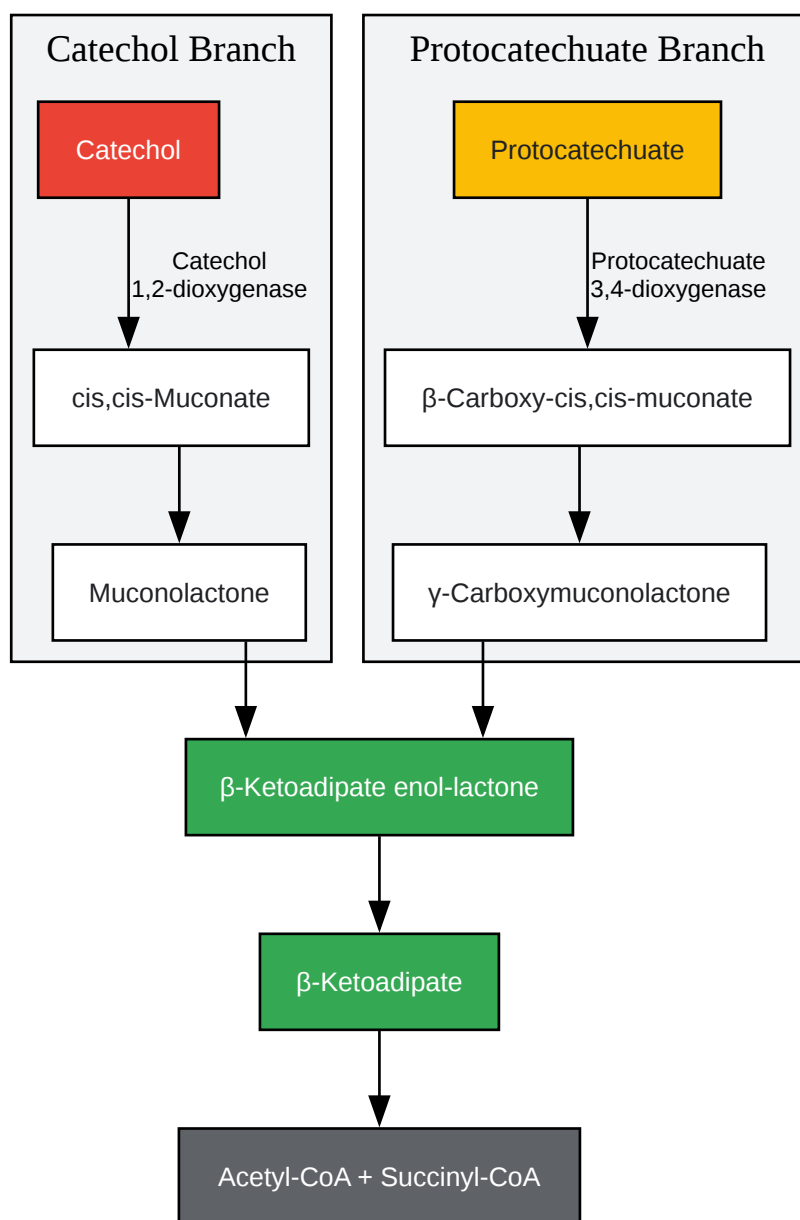 Catechol Branch
Catechol
Catechol
1,2-dioxygenase
cis,cis-Muconate
Muconolactone
Protocatechuate Branch
Protocatechuate
Protocatechuate
3,4-dioxygenase
β-Carboxy-cis,cis-muconate
γ-Carboxymuconolactone
β-Ketoadipate enol-lactone
β-Ketoadipate
Acetyl-CoA + Succinyl-CoA